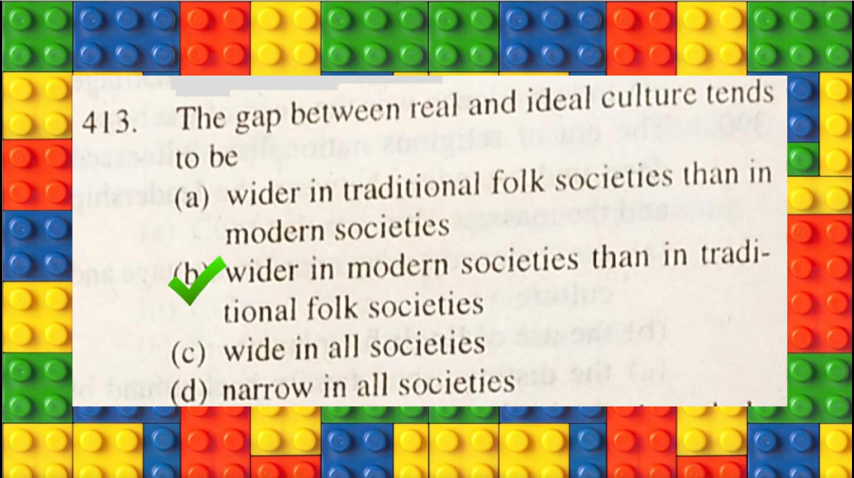 413. The gap between real and ideal culture tends
to be
(a) wider in traditional folk societies than in
modern societies
(b) wider in modern societies than in tradi-
tional folk societies
(c) wide in all societies
(d) narrow in all societies